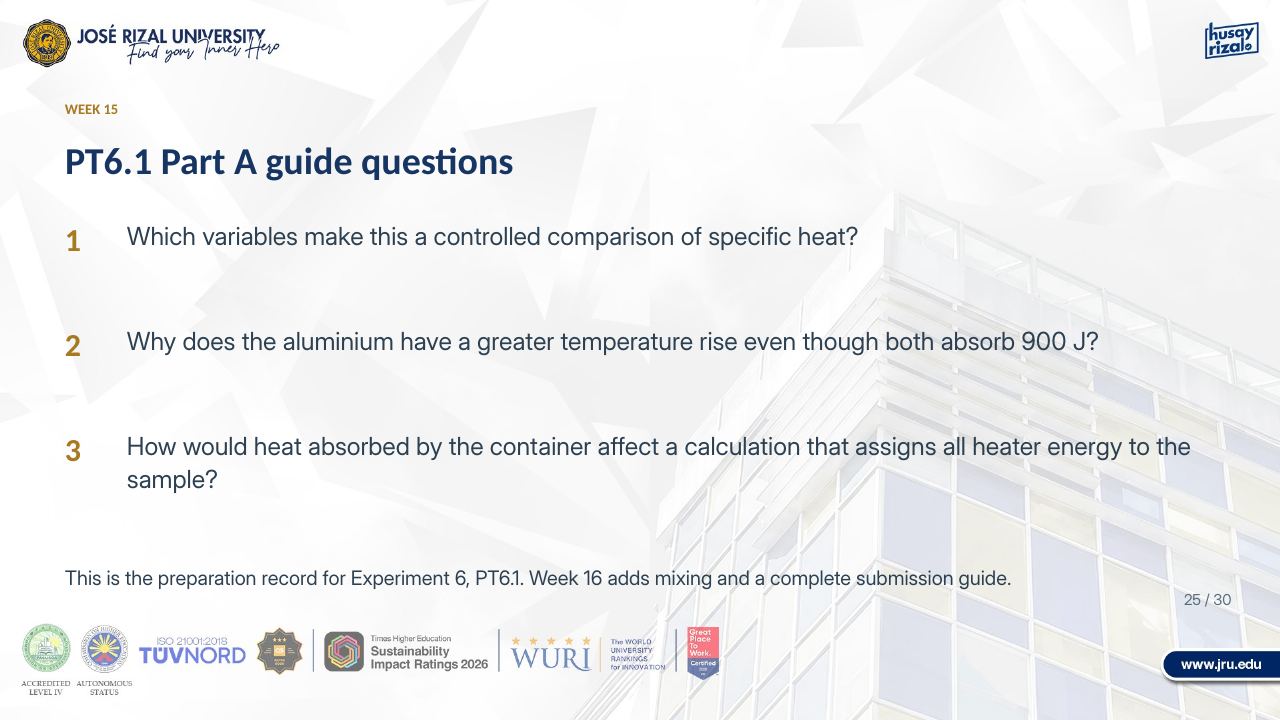 JOSÉ RIZAL UNIVERSITY
Find your Inner Hero
husay
rizal
WEEK 15
PT6.1 Part A guide questions
1 Which variables make this a controlled comparison of specific heat?
2 Why does the aluminium have a greater temperature rise even though both absorb 900 J?
3 How would heat absorbed by the container affect a calculation that assigns all heater energy to the
sample?
This is the preparation record for Experiment 6, PT6.1. Week 16 adds mixing and a complete submission guide.
25 / 30
ACCREDITED
LEVEL IV
AUTONOMOUS
STATUS
ISO 21001:2018
TÜVNORD
Times Higher Education
Sustainability
Impact Ratings 2026
WURI
The WORLD
UNIVERSITY
RANKINGS
for INNOVATION
Great
Place
To
Work.
Certified
www.jru.edu